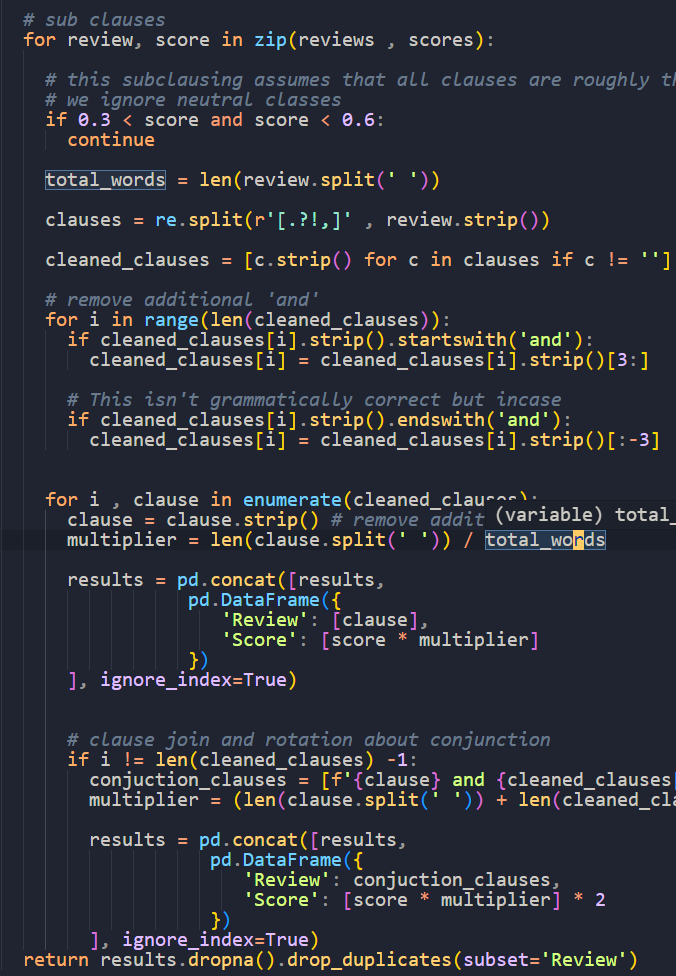 # sub clauses
for review, score in zip(reviews , scores):
# this subclausing assumes that all clauses are roughly
# we ignore neutral classes
if 0.3 < score and score < 0.6:
continue
total_words = len(review.split(' '))
clauses = re.split(r'[.?!,]' , review.strip())
cleaned_clauses = [c.strip() for c in clauses if c != '']
# remove additional 'and'
for i in range(len(cleaned_clauses)):
if cleaned_clauses[i].strip().startswith('and'):
cleaned_clauses[i] = cleaned_clauses[i].strip()[3:]
# This isn't grammatically correct but incase
if cleaned_clauses[i].strip().endswith('and'):
cleaned_clauses[i] = cleaned_clauses[i].strip()[:-3]
for i , clause in enumerate(cleaned_clauses):
(variable) total_
clause = clause.strip() # remove addit
multiplier = len(clause.split(' ')) / total_words
results = pd.concat([results,
pd.DataFrame({
'Review': [clause],
'Score': [score * multiplier]
})
], ignore_index=True)
# clause join and rotation about conjunction
if i != len(cleaned_clauses) -1:
conjuction_clauses = [f'{clause} and {cleaned_clauses[
multiplier = (len(clause.split(' ')) + len(cleaned_cla
results = pd.concat([results,
pd.DataFrame({
'Review': conjuction_clauses,
'Score': [score * multiplier] * 2
})
], ignore_index=True)
return results.dropna().drop_duplicates(subset='Review')